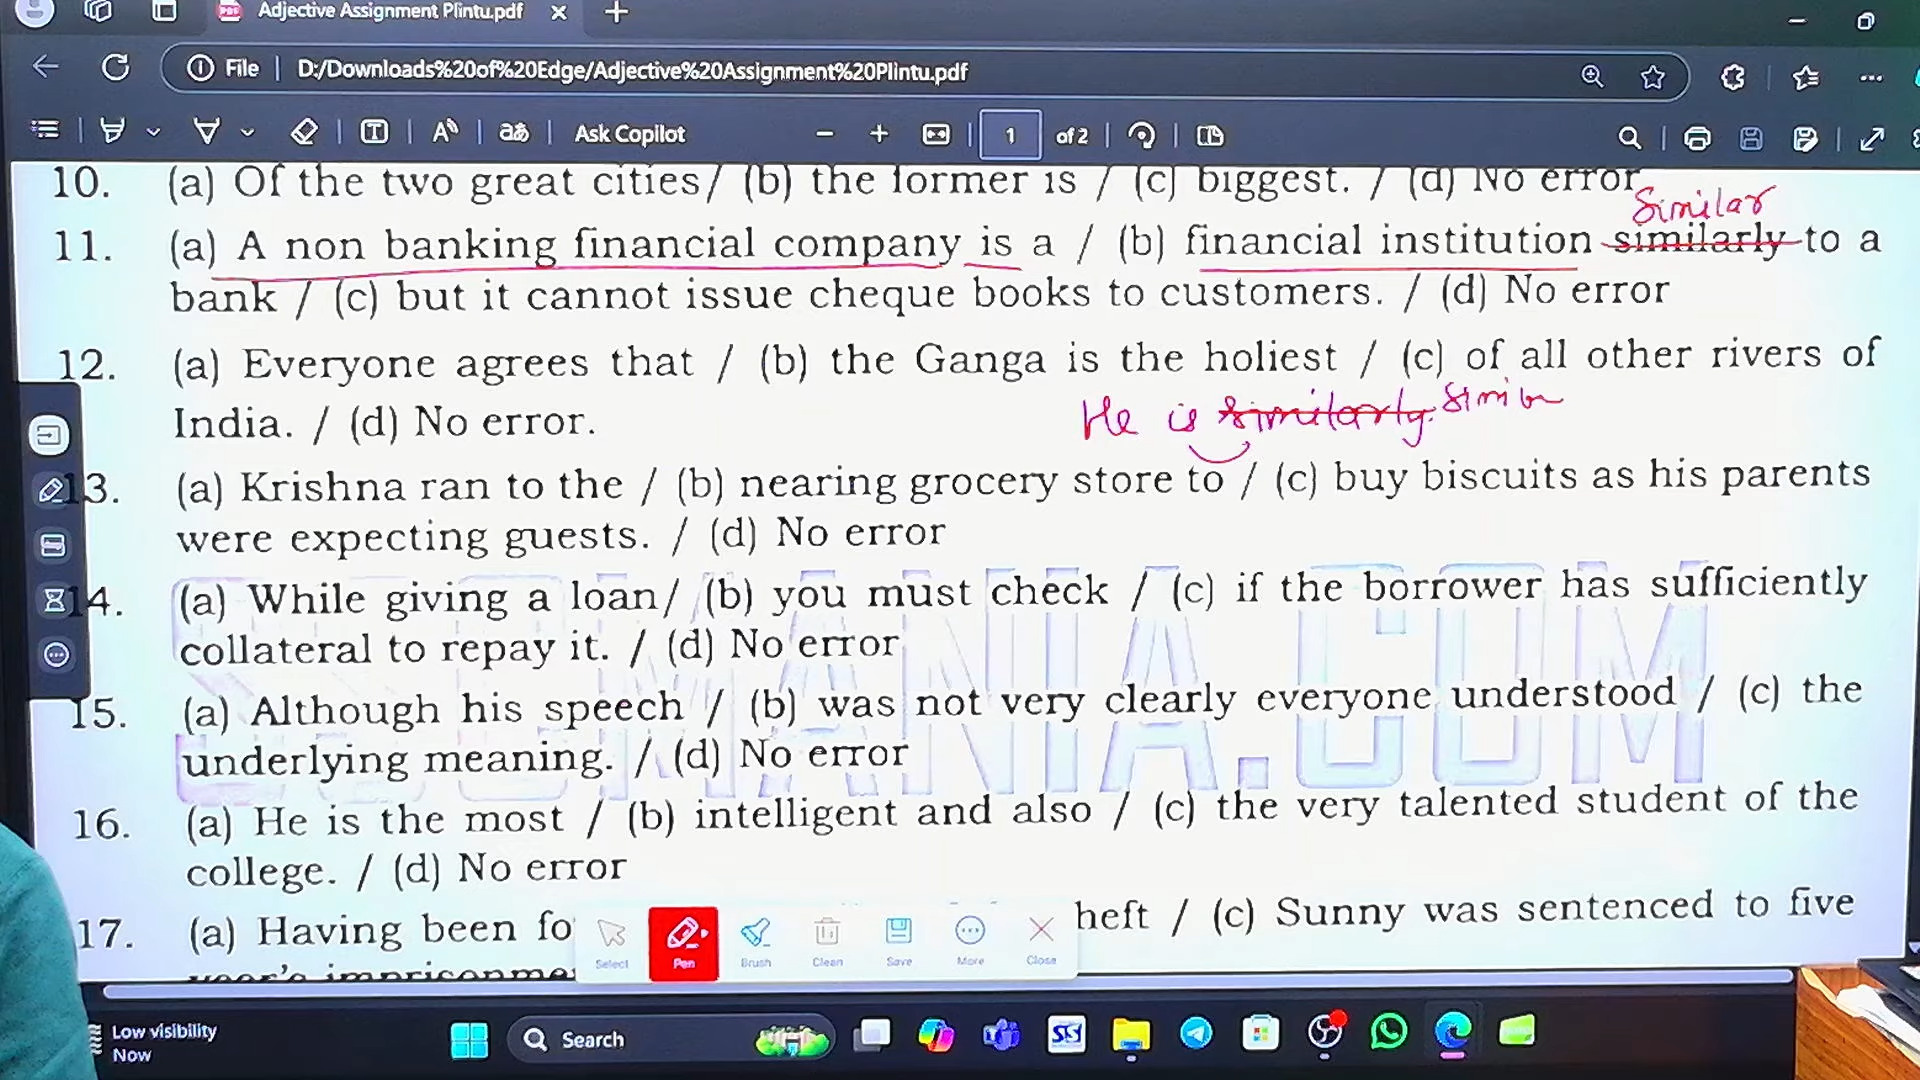 Adjective Assignment Plintu.pdf
File D:/Downloads%20of%20Edge/Adjective%20Assignment%20Plintu.pdf
Ask Copilot 1 of 2
10. (a) Of the two great cities/ (b) the former is / (c) biggest. / (d) No error
Similar
11. (a) A non banking financial company is a / (b) financial institution similarly to a
bank / (c) but it cannot issue cheque books to customers. / (d) No error
12. (a) Everyone agrees that / (b) the Ganga is the holiest / (c) of all other rivers of
India. / (d) No error.
He is similarly.
13. (a) Krishna ran to the / (b) nearing grocery store to / (c) buy biscuits as his parents
were expecting guests. / (d) No error
14. (a) While giving a loan/ (b) you must check / (c) if the borrower has sufficiently
collateral to repay it. / (d) No error
15. (a) Although his speech / (b) was not very clearly everyone understood / (c) the
underlying meaning. / (d) No error
16. (a) He is the most / (b) intelligent and also / (c) the very talented student of the
college. / (d) No error
17. (a) Having been fo heft / (c) Sunny was sentenced to five
year's
Select Pen Brush Clean Save More Close
Low visibility
Now
Search